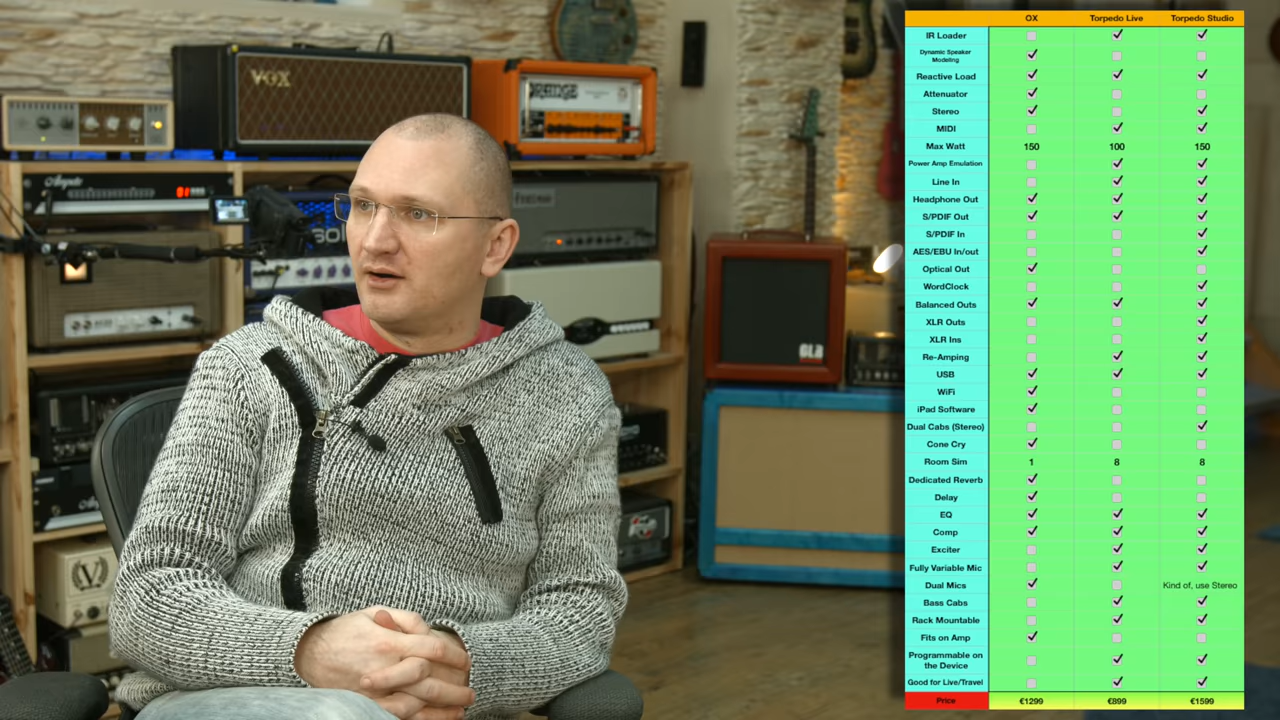 OX Torpedo Live Torpedo Studio
IR Loader
Dynamic Speaker
Modeling
Reactive Load
Attenuator
Stereo
MIDI
Max Watt 150 100 150
Power Amp Emulation
Line In
Headphone Out
S/PDIF Out
S/PDIF In
AES/EBU In/out
Optical Out
WordClock
Balanced Outs
XLR Outs
XLR Ins
Re-Amping
USB
WiFi
iPad Software
Dual Cabs (Stereo)
Cone Cry
Room Sim 1 8 8
Dedicated Reverb
Delay
EQ
Comp
Exciter
Fully Variable Mic
Dual Mics Kind of, use Stereo
Bass Cabs
Rack Mountable
Fits on Amp
Programmable on
the Device
Good for Live/Travel
Price €1299 €899 €1599
VOX
V